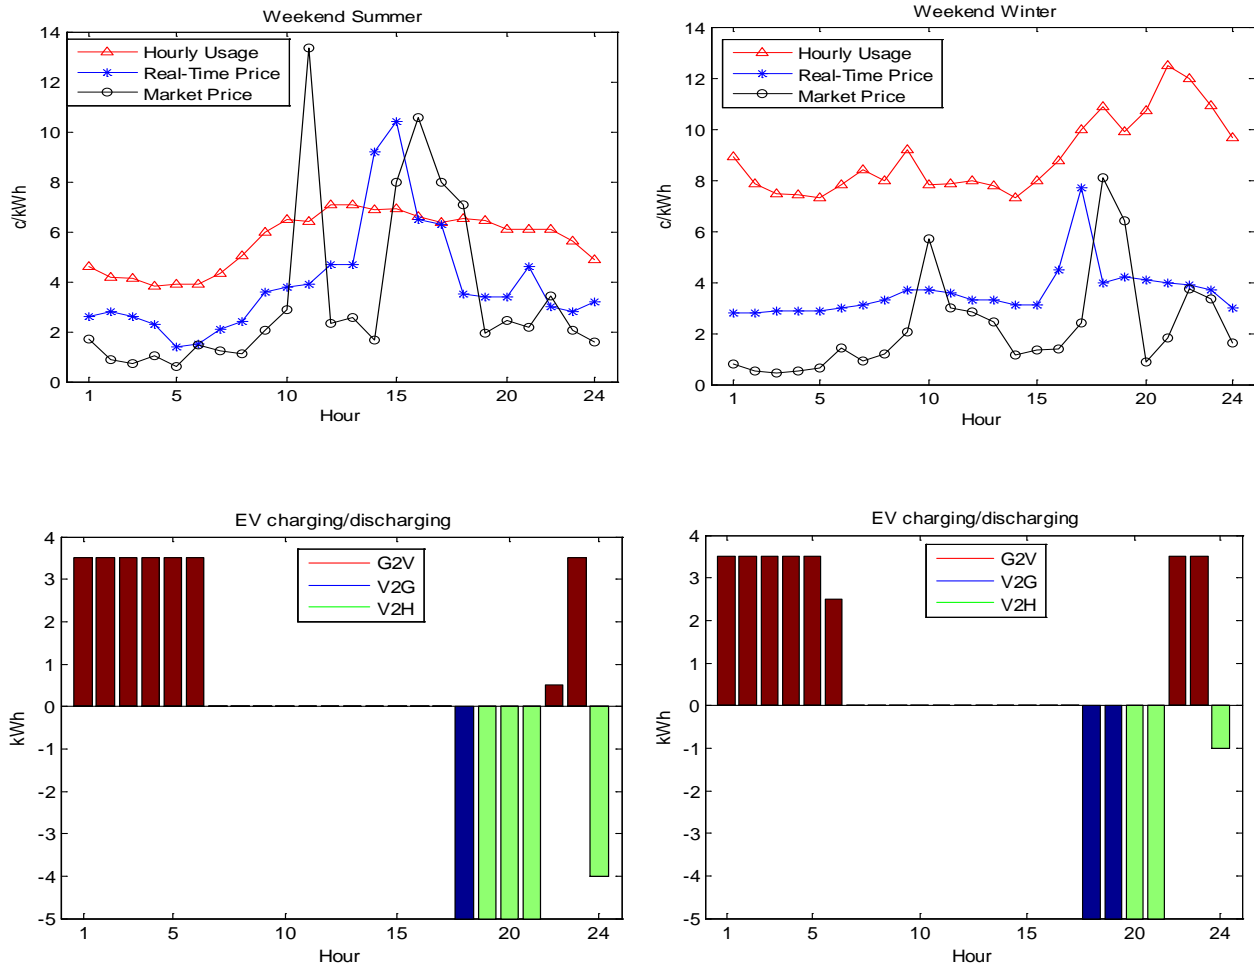 Weekend Summer
14
12
10
8
6
4
2
0
c/kWh
Hourly Usage
Real-Time Price
Market Price
1
5
10
15
20
24
Hour
Weekend Winter
14
12
10
8
6
4
2
0
c/kWh
Hourly Usage
Real-Time Price
Market Price
1
5
10
15
20
24
Hour
EV charging/discharging
4
3
2
1
0
-1
-2
-3
-4
-5
kWh
G2V
V2G
V2H
1
5
10
15
20
24
Hour
EV charging/discharging
4
3
2
1
0
-1
-2
-3
-4
-5
kWh
G2V
V2G
V2H
1
5
10
15
20
24
Hour